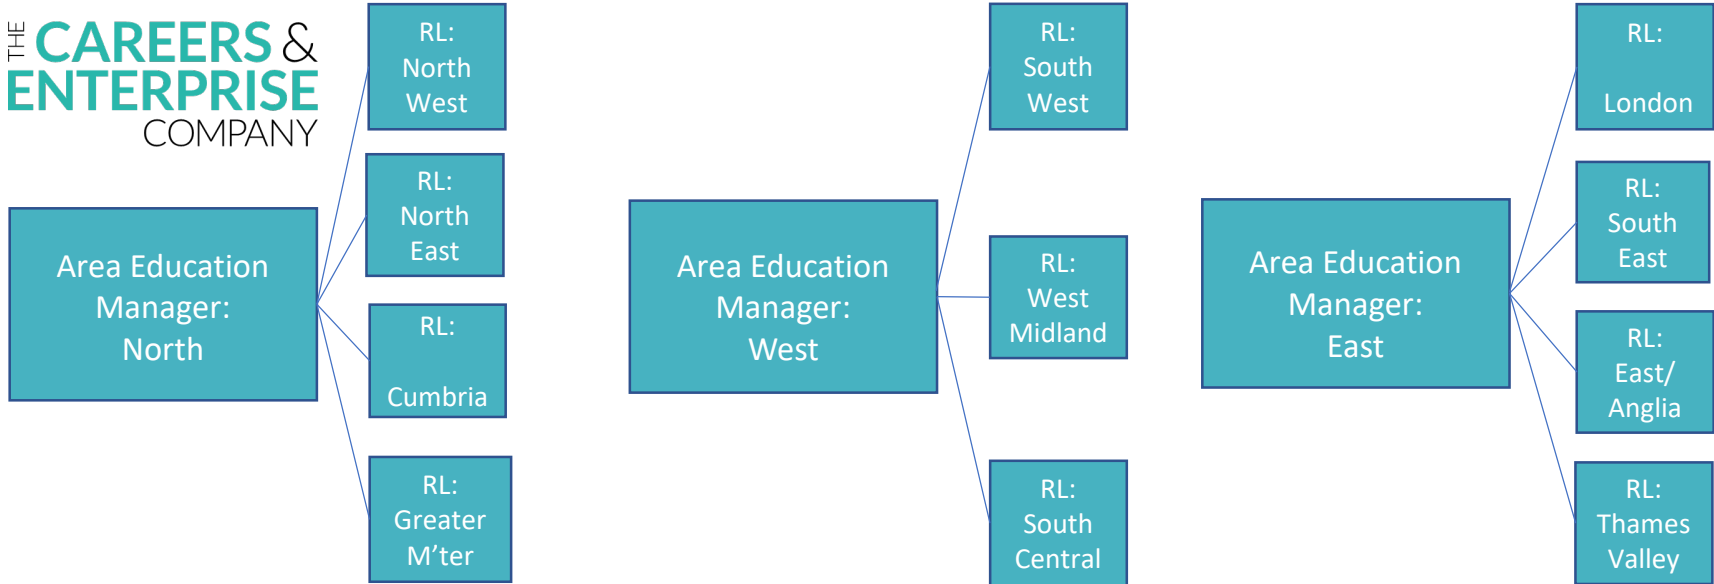 THE
CAREERS &
ENTERPRISE
COMPANY
Area Education
Manager:
North
RL:
North
West
RL:
North
East
RL:
Cumbria
RL:
Greater
M’ter
Area Education
Manager:
West
RL:
South
West
RL:
West
Midland
RL:
South
Central
Area Education
Manager:
East
RL:
London
RL:
South
East
RL:
East/
Anglia
RL:
Thames
Valley